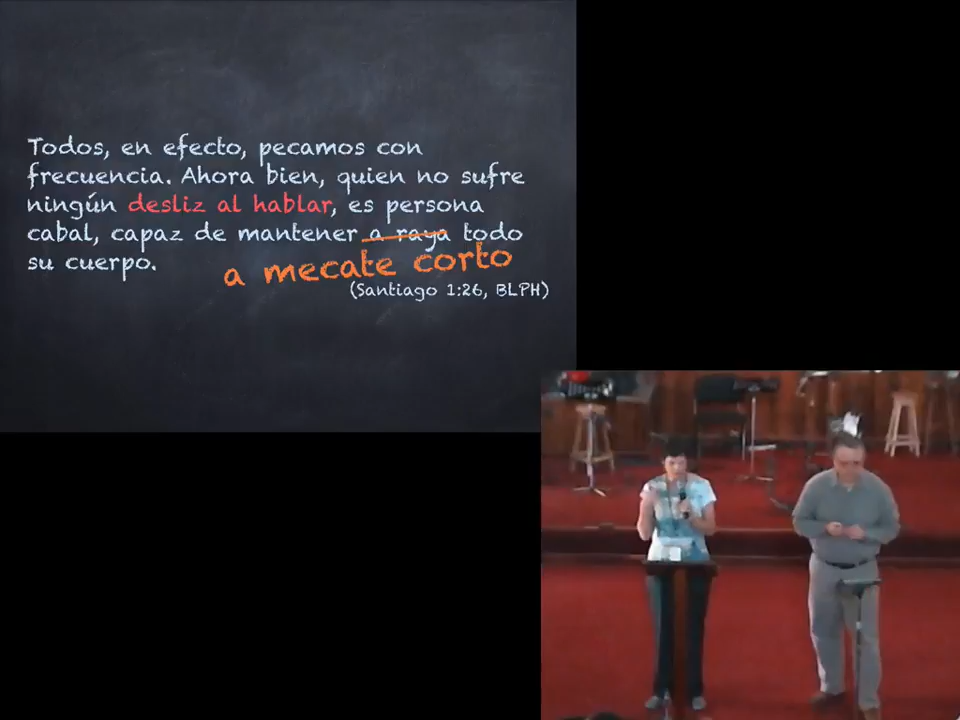 Todos, en efecto, pecamos con
frecuencia. Ahora bien, quien no sufre
ningún desliz al hablar, es persona
cabal, capaz de mantener a raya todo
su cuerpo.
a mecate corto
(Santiago 1:26, BLPH)